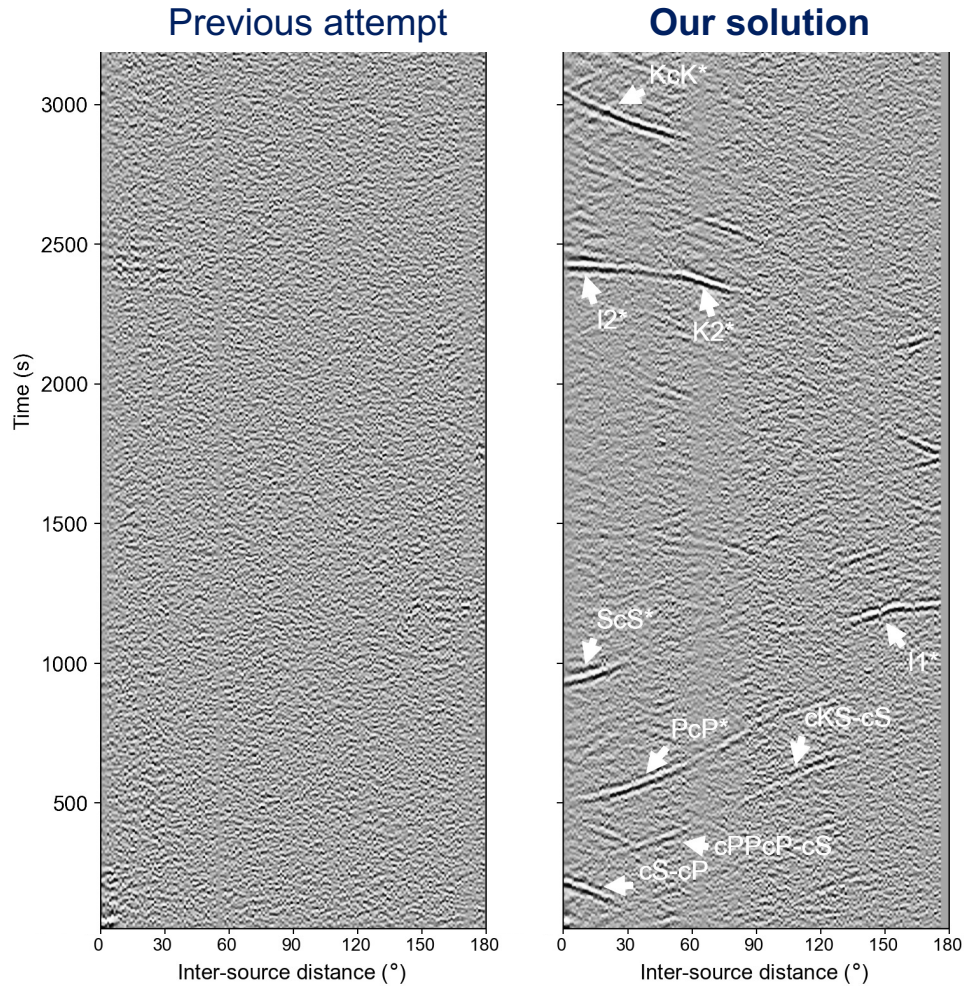 Previous attempt
Our solution
3000
2500
2000
1500
1000
500
Time (s)
0 30 60 90 120 150 180
Inter-source distance (°)
KcK*
I2*
K2*
ScS*
I1*
PcP*
cKS-cS
cPPcP-cS
cS-cP
0 30 60 90 120 150 180
Inter-source distance (°)